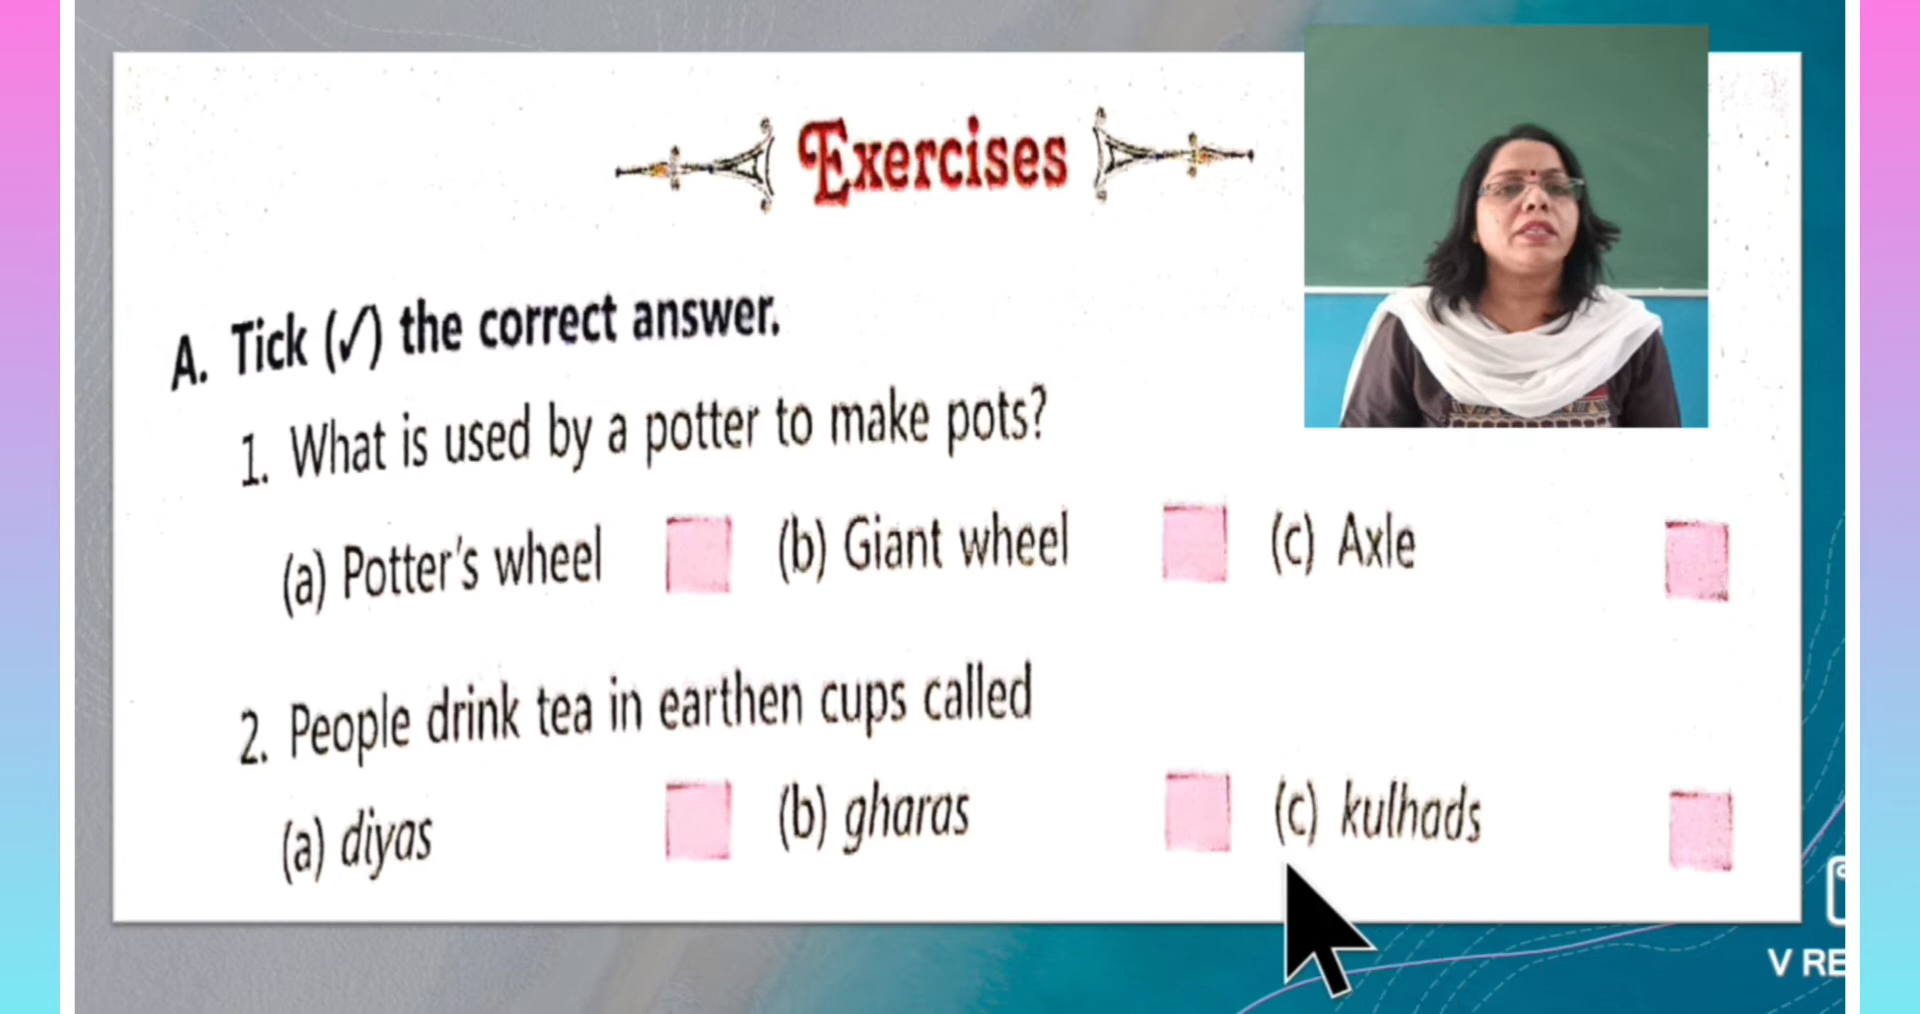 Exercises
A. Tick (✓) the correct answer.
1. What is used by a potter to make pots?
(a) Potter's wheel (b) Giant wheel (c) Axle
2. People drink tea in earthen cups called
(a) diyas (b) gharas (c) kulhads
V RE